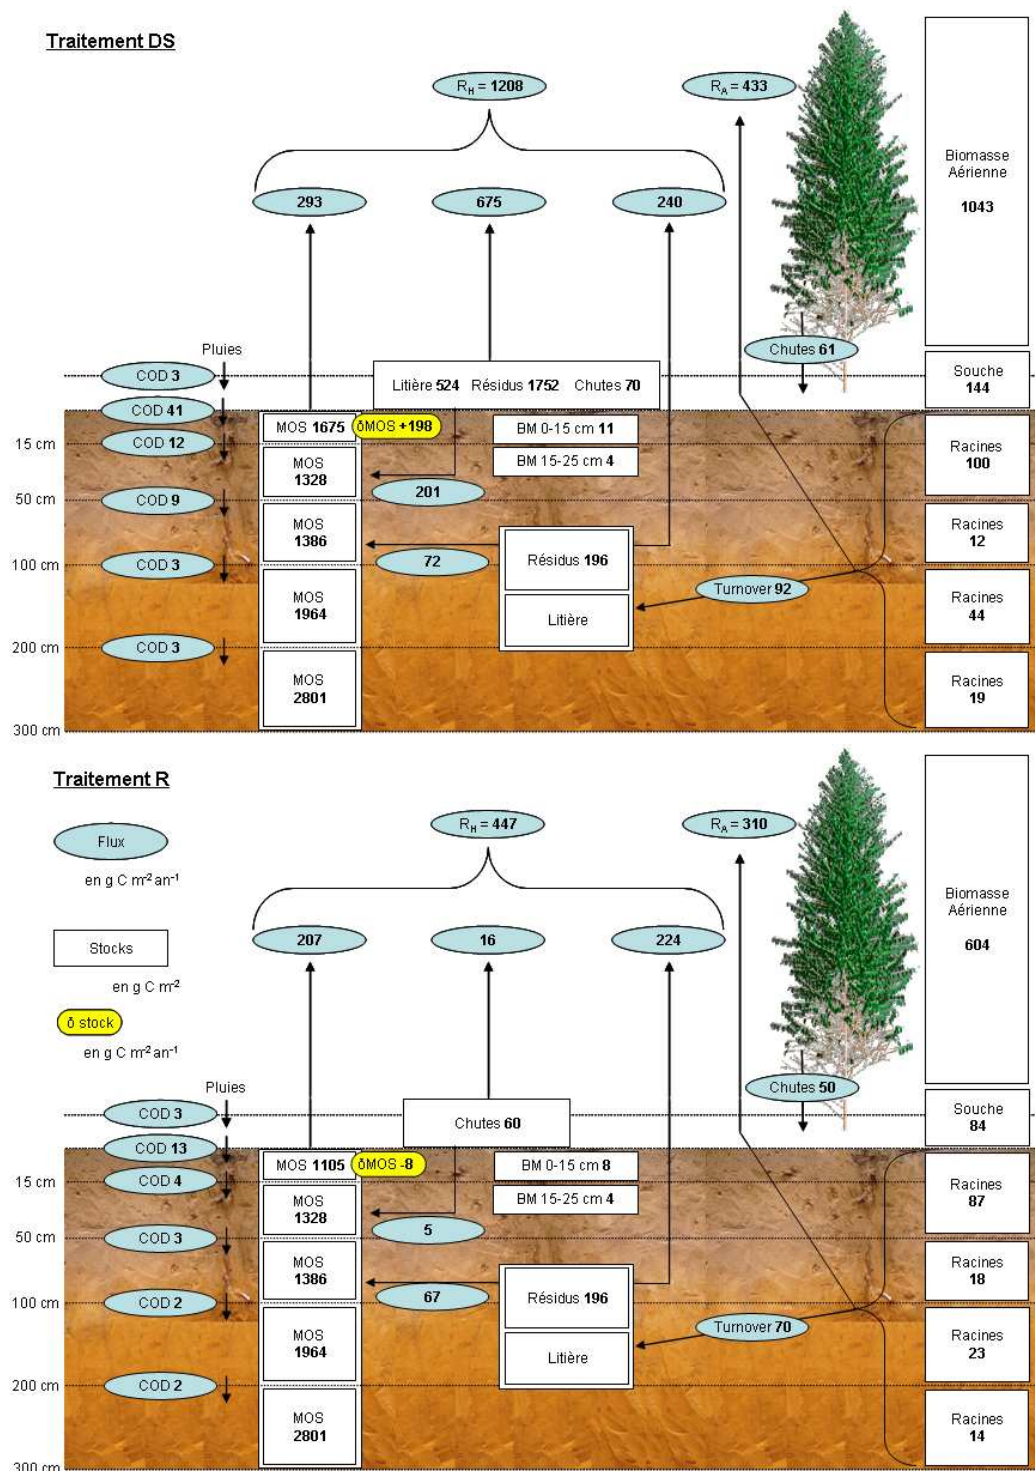 Traitement DS
R_H = 1208
R_A = 433
293
675
240
Biomasse
Aérienne
1043
Pluies
Chutes 61
COD 3
Litière 524 Résidus 1752 Chutes 70
Souche
144
COD 41
MOS 1675
ðMOS +198
BM 0-15 cm 11
15 cm
COD 12
BM 15-25 cm 4
Racines
100
MOS
1328
201
50 cm
COD 9
MOS
1386
72
Résidus 196
Racines
12
100 cm
COD 3
Turnover 92
MOS
1964
Litière
Racines
44
200 cm
COD 3
MOS
2801
Racines
19
300 cm
Traitement R
Flux
en g C m⁻² an⁻¹
Stocks
en g C m⁻²
ð stock
en g C m⁻² an⁻¹
R_H = 447
R_A = 310
207
16
224
Biomasse
Aérienne
604
Pluies
Chutes 50
COD 3
Chutes 60
Souche
84
COD 13
MOS 1105
ðMOS -8
BM 0-15 cm 8
15 cm
COD 4
BM 15-25 cm 4
Racines
87
MOS
1328
5
50 cm
COD 3
MOS
1386
67
Résidus 196
Racines
18
100 cm
COD 2
Turnover 70
MOS
1964
Litière
Racines
23
200 cm
COD 2
MOS
2801
Racines
14
300 cm